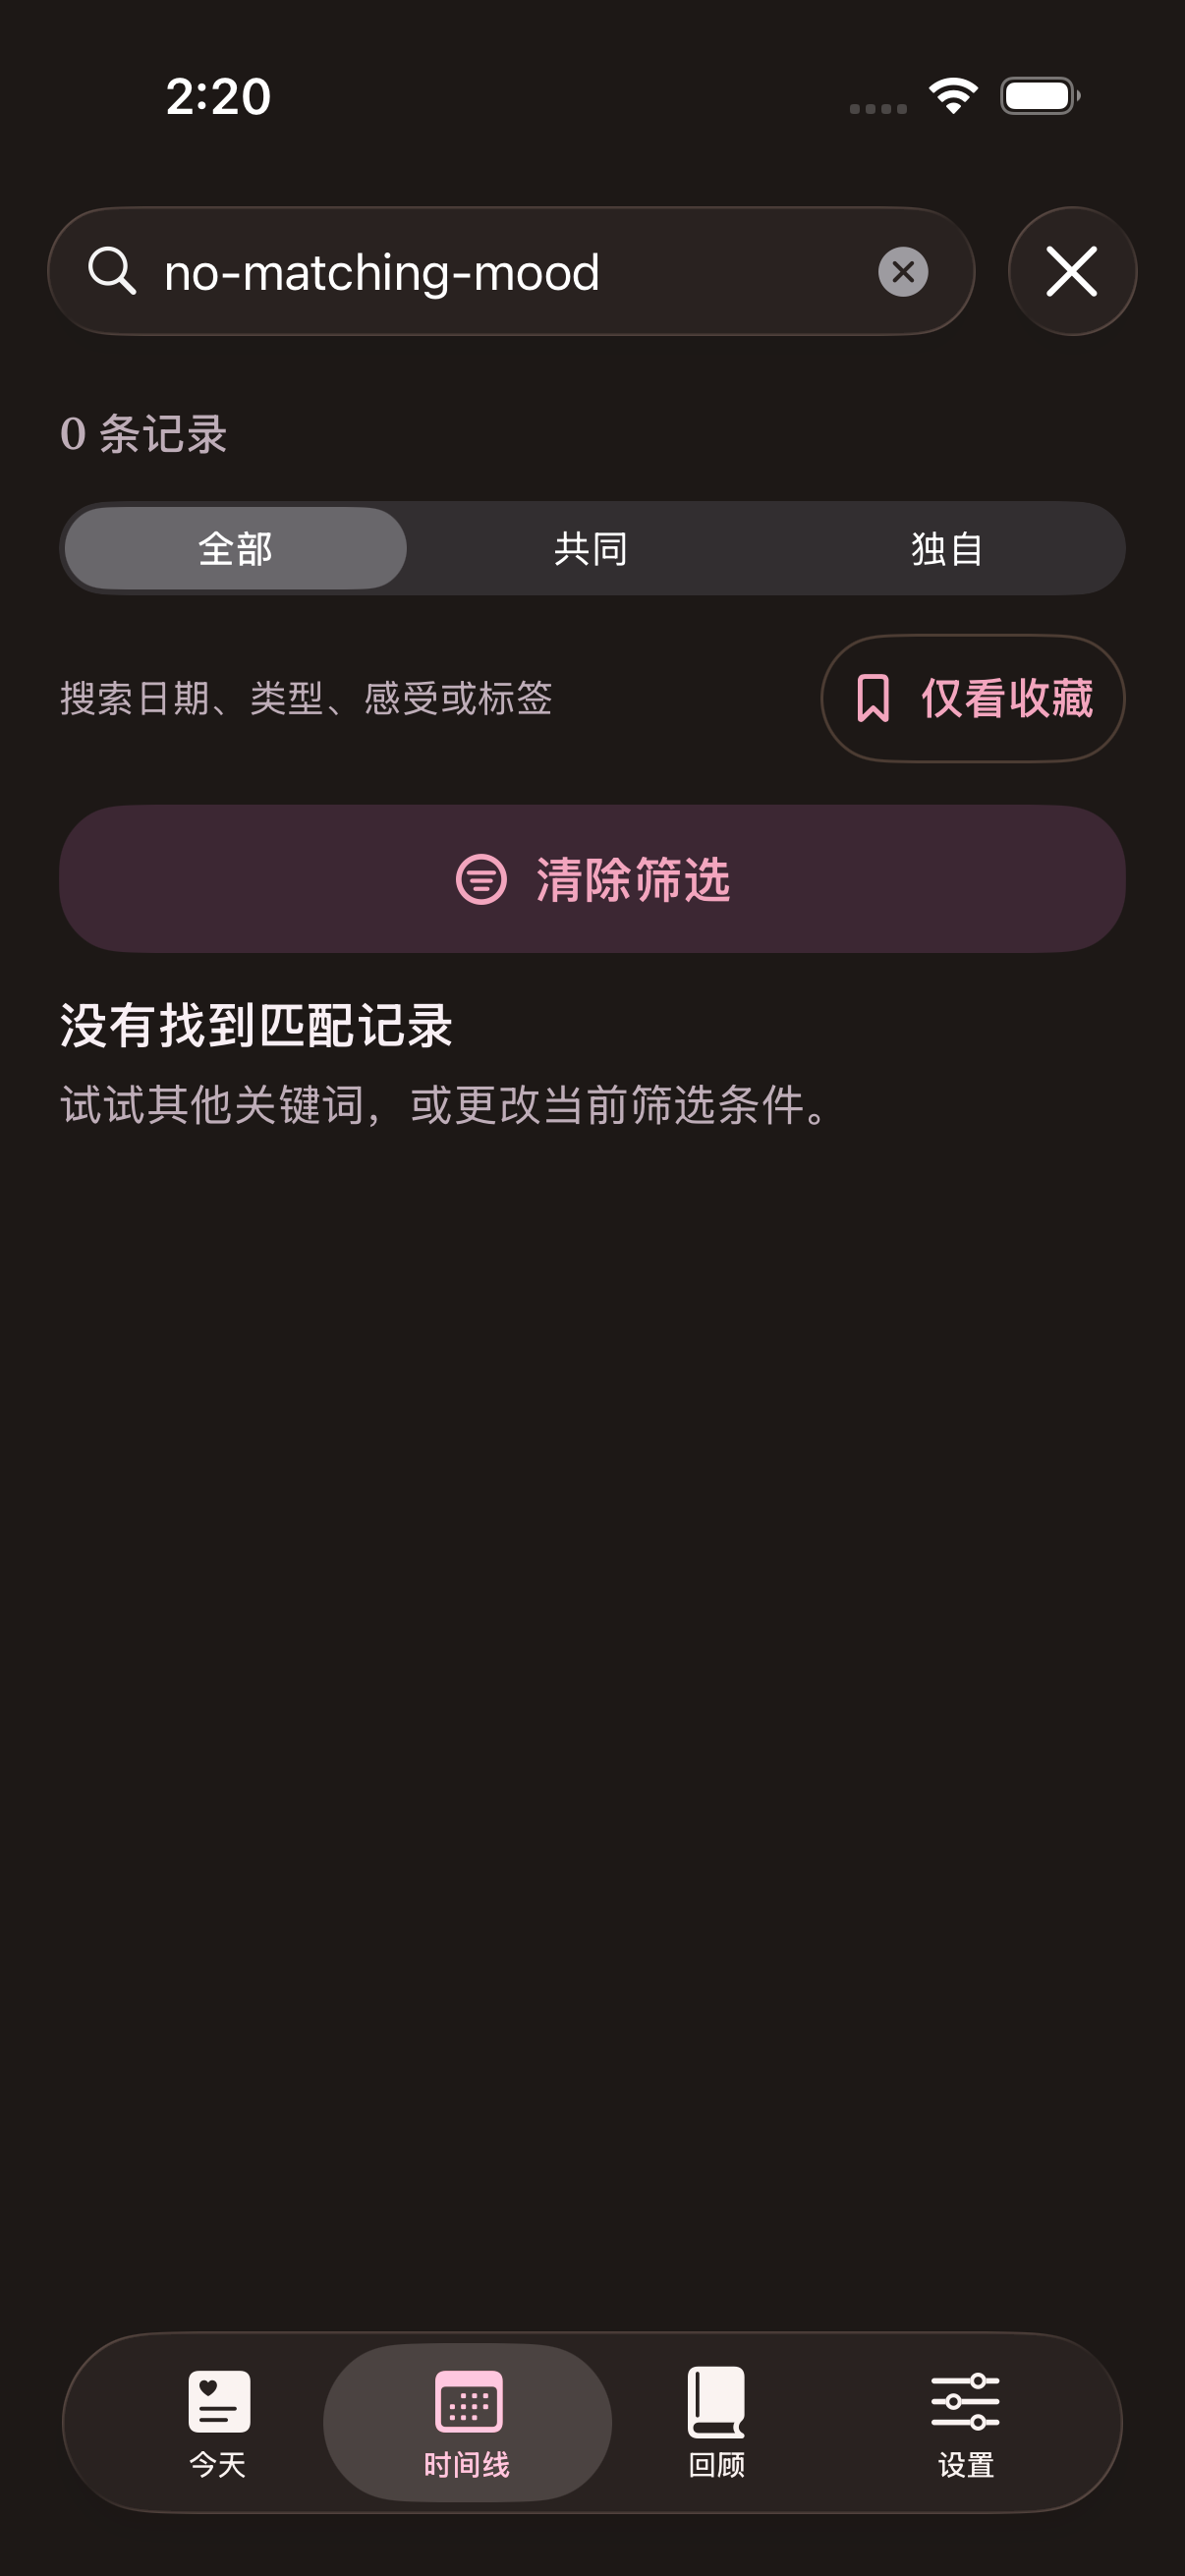 2:20
no-matching-mood
0 条记录
全部
共同
独自
搜索日期、类型、感受或标签
仅看收藏
清除筛选
没有找到匹配记录
试试其他关键词，或更改当前筛选条件。
今天
时间线
回顾
设置